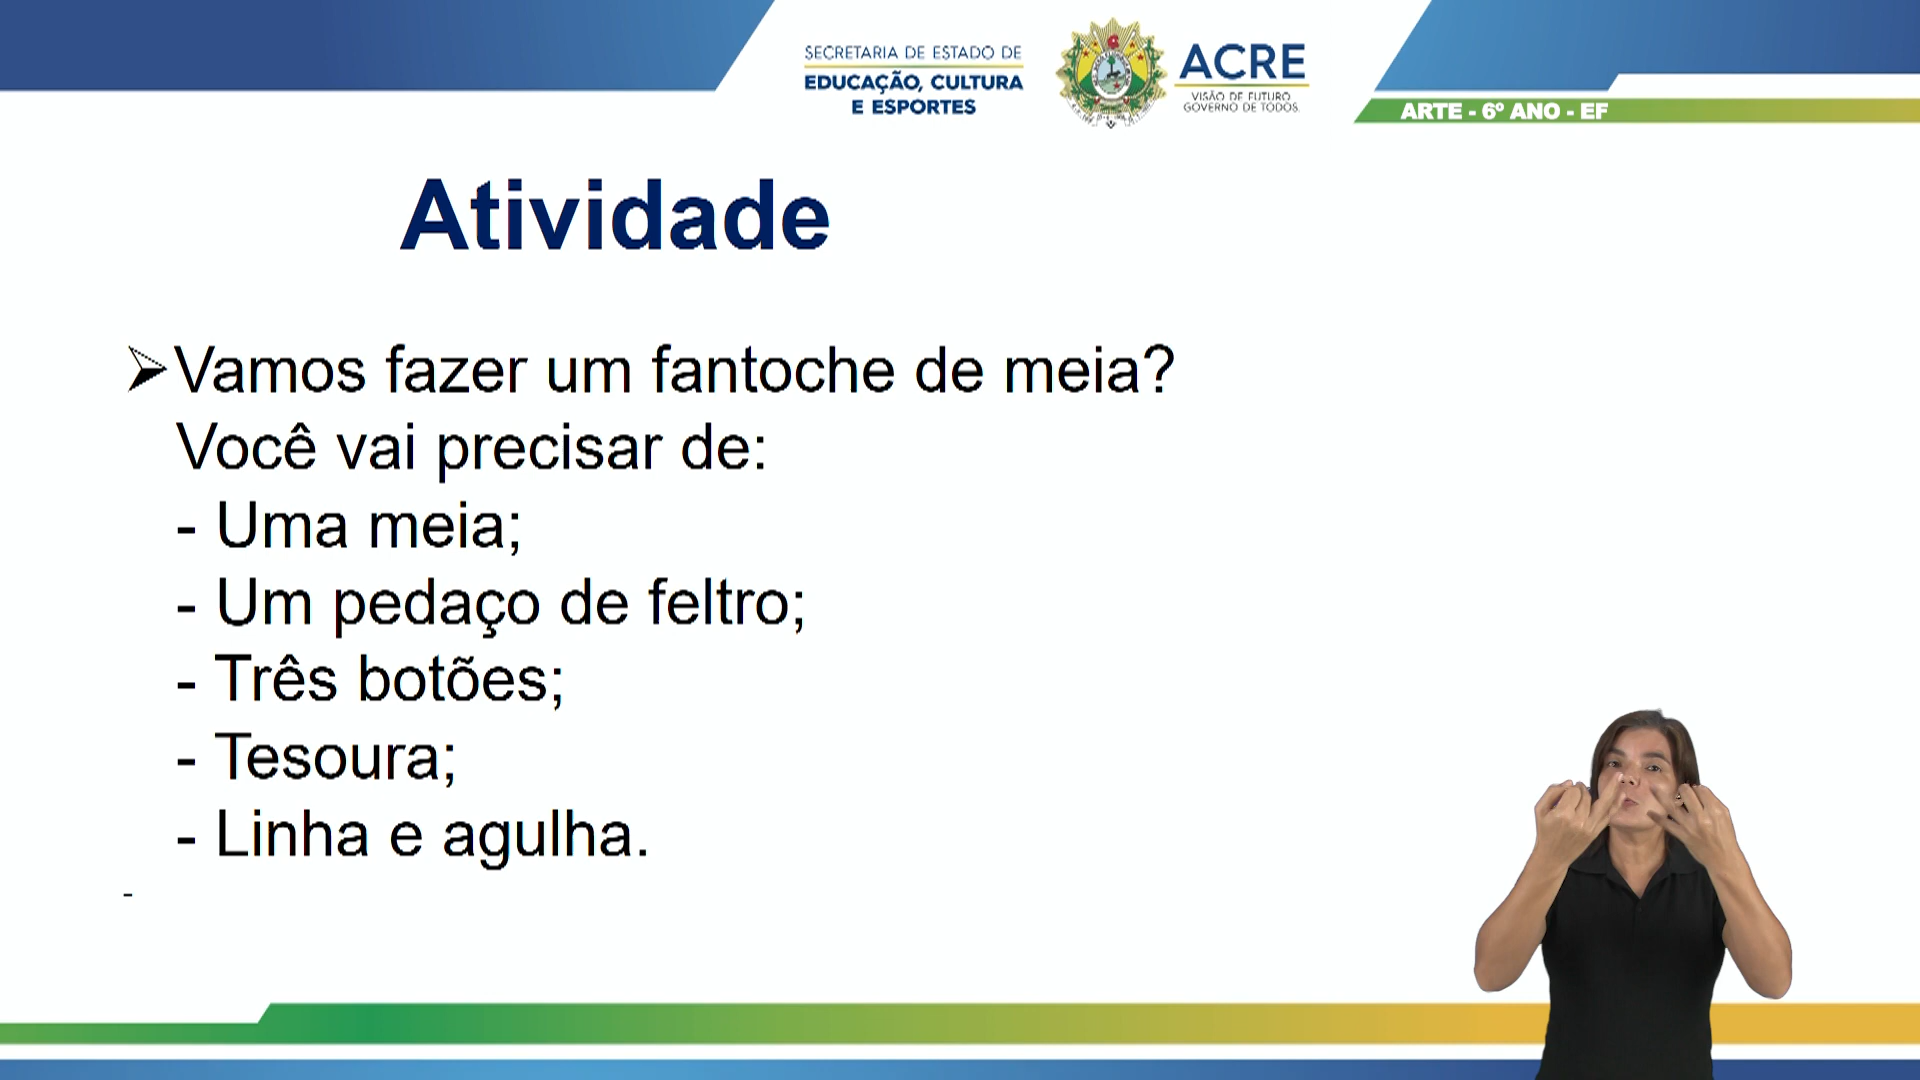 SECRETARIA DE ESTADO DE
EDUCAÇÃO, CULTURA
E ESPORTES
ACRE
VISÃO DE FUTURO
GOVERNO DE TODOS
ARTE - 6º ANO - EF
Atividade
➢Vamos fazer um fantoche de meia?
Você vai precisar de:
- Uma meia;
- Um pedaço de feltro;
- Três botões;
- Tesoura;
- Linha e agulha.
-